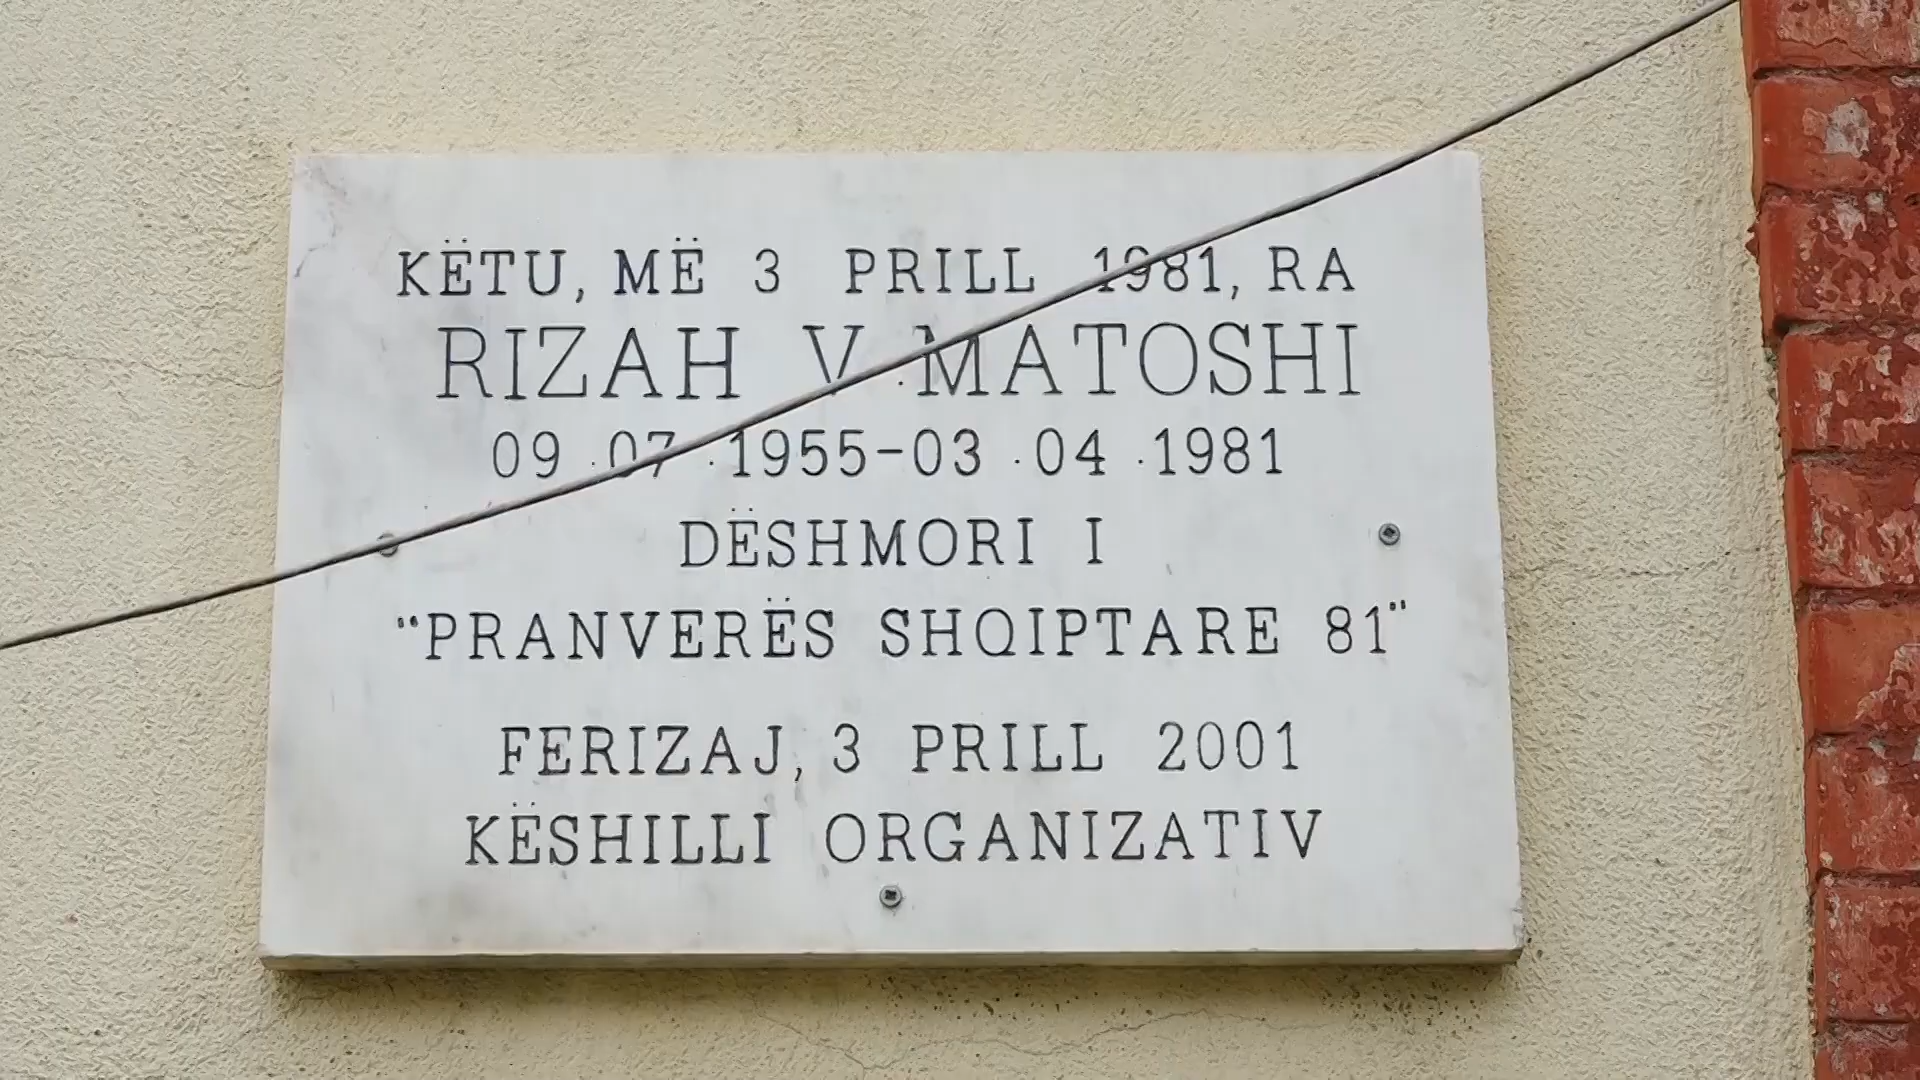 KËTU, MË 3 PRILL 1981, RA
RIZAH V. MATOSHI
09.07.1955-03.04.1981
DËSHMORI I
"PRANVERËS SHQIPTARE 81"
FERIZAJ, 3 PRILL 2001
KËSHILLI ORGANIZATIV